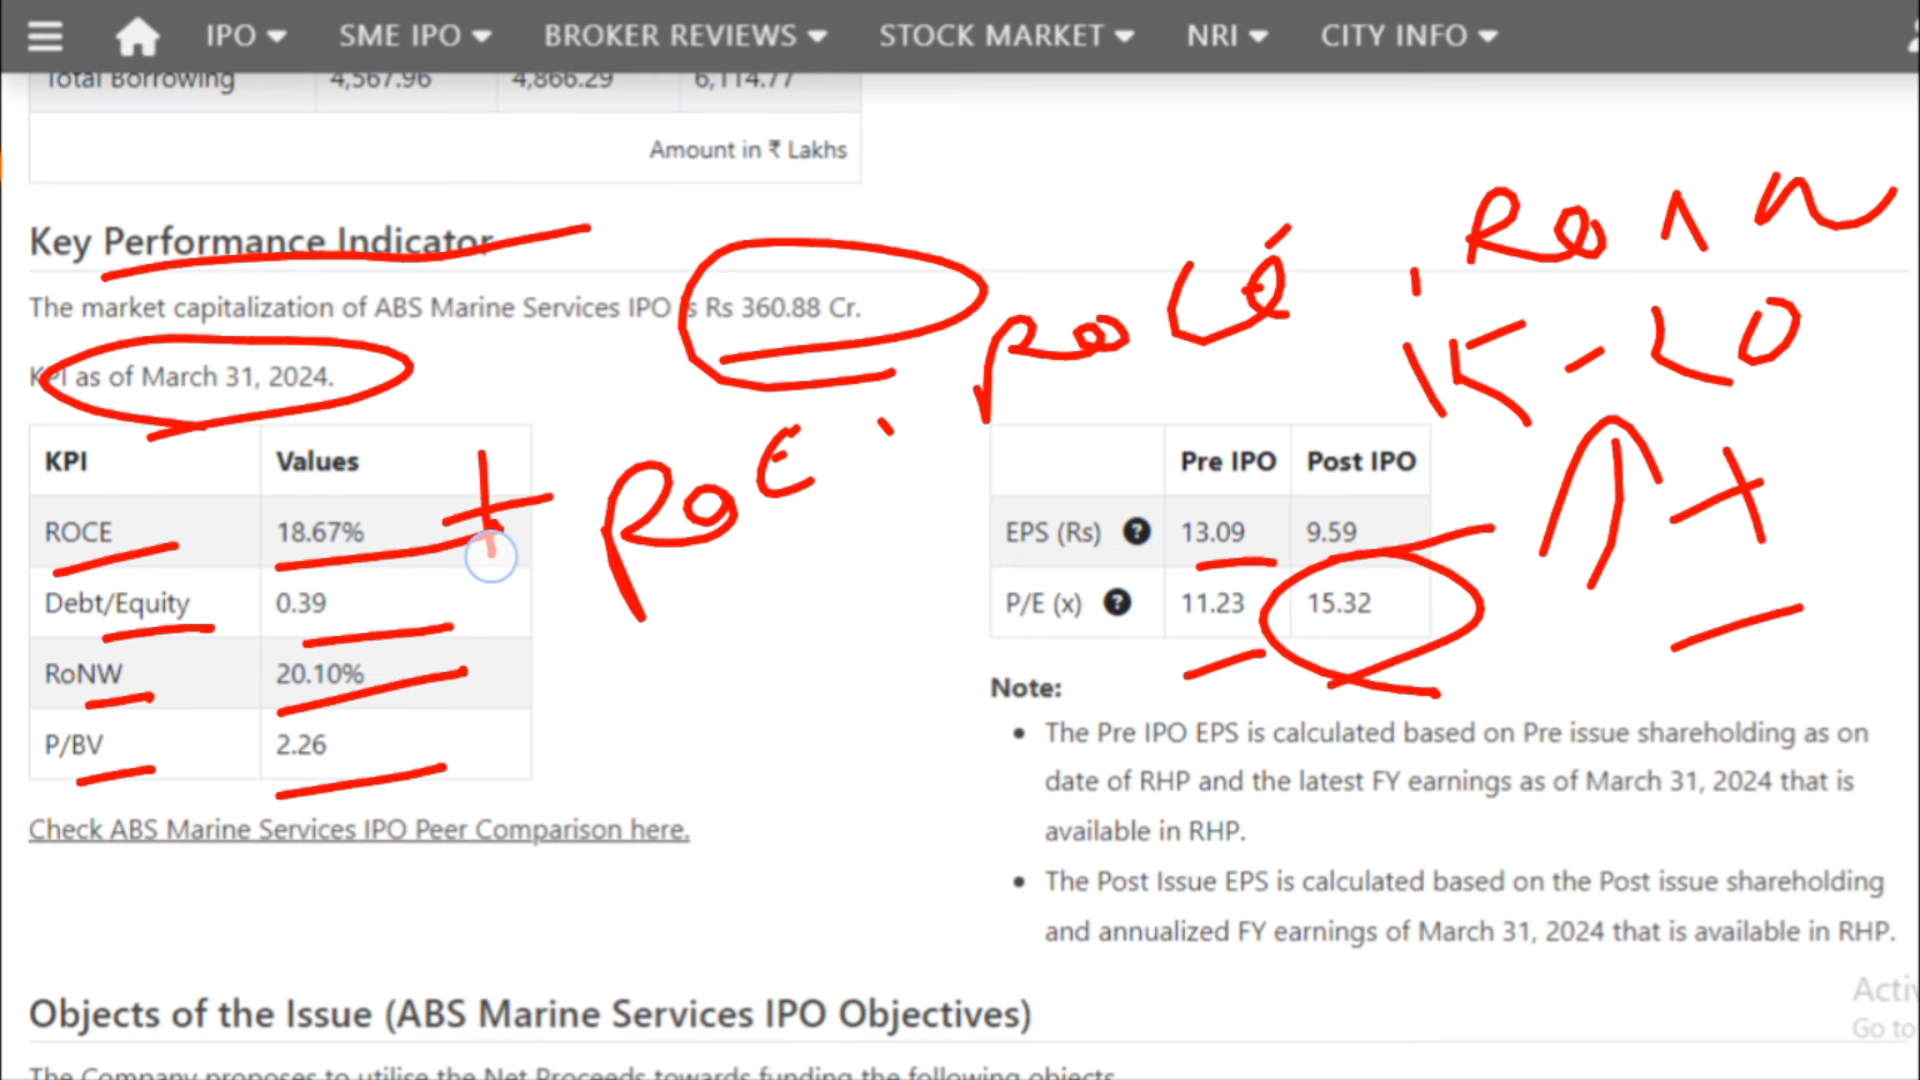 IPO SME IPO BROKER REVIEWS STOCK MARKET NRI CITY INFO
Total Borrowing 4,567.96 4,866.29 6,114.77
Amount in ₹ Lakhs
Key Performance Indicator
The market capitalization of ABS Marine Services IPO is Rs 360.88 Cr.
KPI as of March 31, 2024.
KPI Values
ROCE 18.67%
Debt/Equity 0.39
RoNW 20.10%
P/BV 2.26
Check ABS Marine Services IPO Peer Comparison here.
+
ROE,
ROCE,
15-20
+
Pre IPO Post IPO
EPS (Rs) ? 13.09 9.59
P/E (x) ? 11.23 15.32
Note:
• The Pre IPO EPS is calculated based on Pre issue shareholding as on
date of RHP and the latest FY earnings as of March 31, 2024 that is
available in RHP.
• The Post Issue EPS is calculated based on the Post issue shareholding
and annualized FY earnings of March 31, 2024 that is available in RHP.
Objects of the Issue (ABS Marine Services IPO Objectives)
The Company proposes to utilise the Net Proceeds towards funding the following objects
Go to